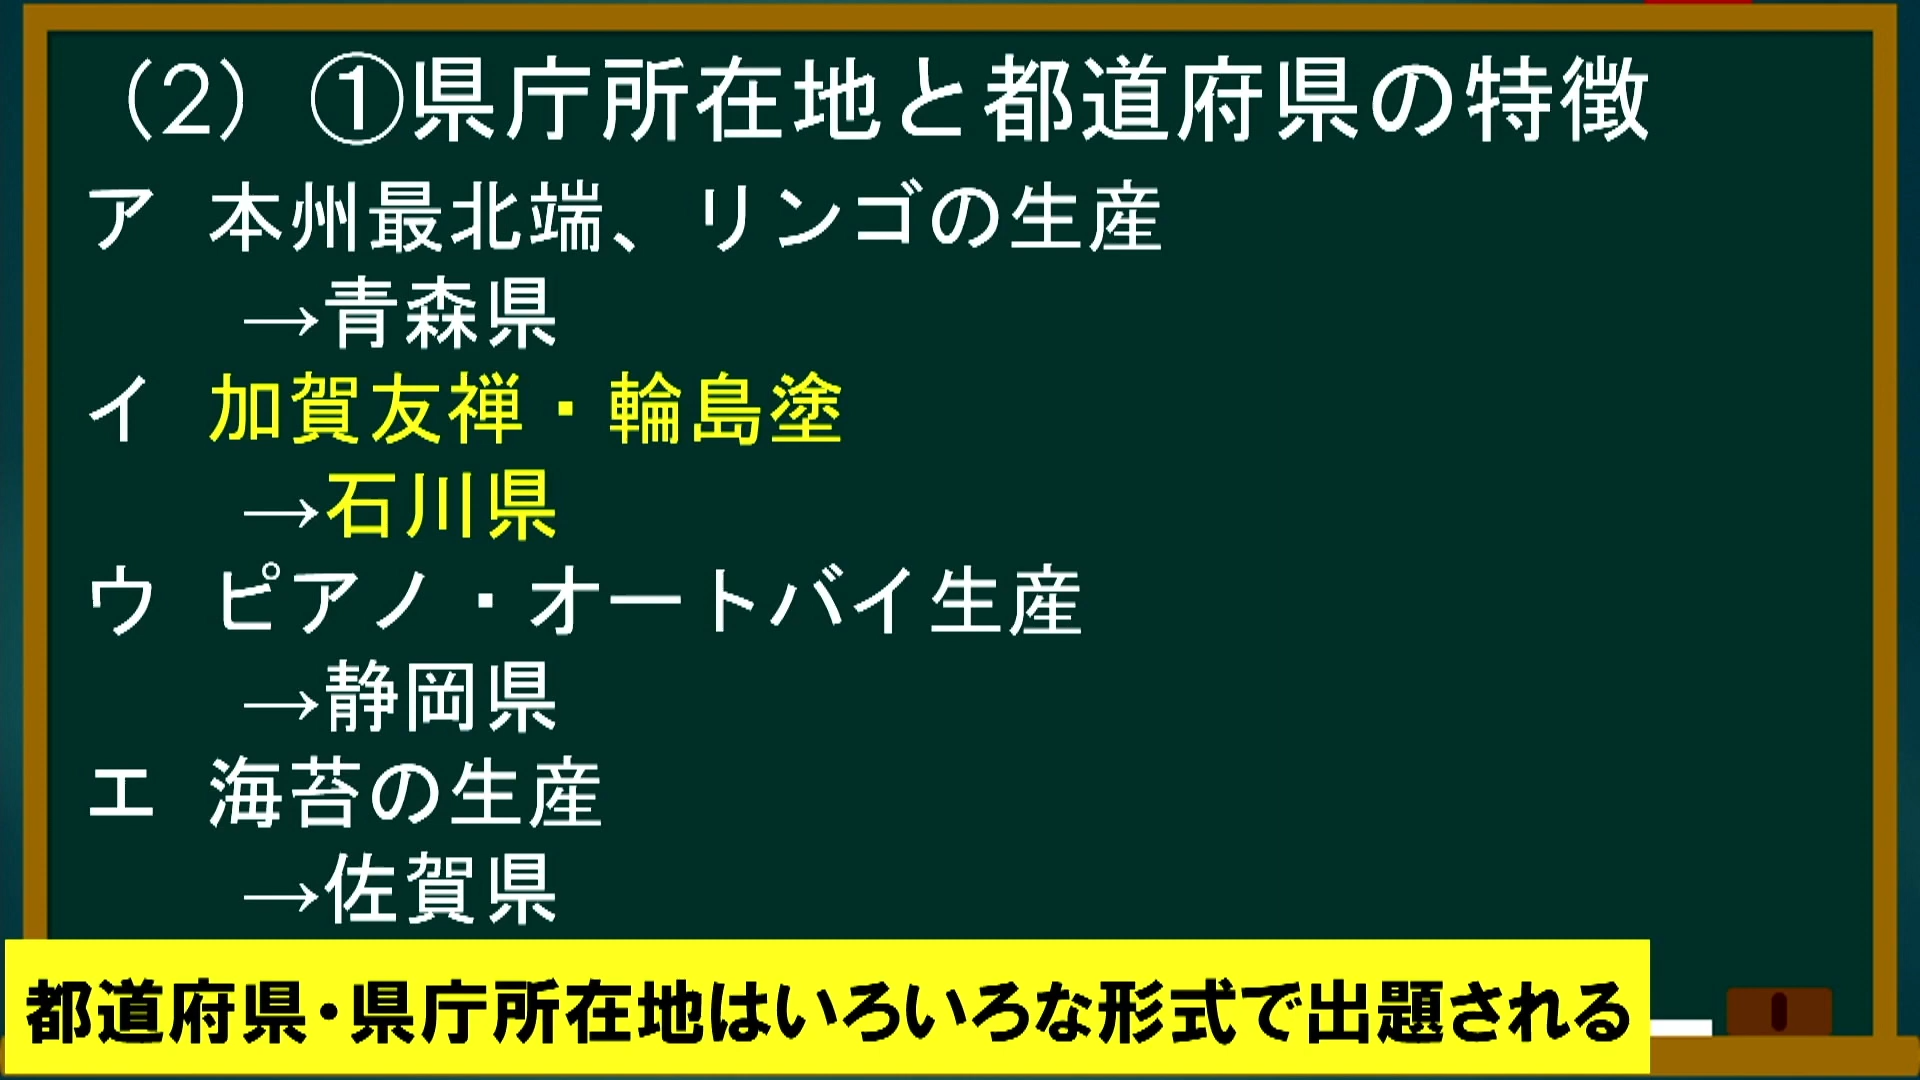 （2） ①県庁所在地と都道府県の特徴
ア 本州最北端、リンゴの生産
→青森県
イ 加賀友禅・輪島塗
→石川県
ウ ピアノ・オートバイ生産
→静岡県
エ 海苔の生産
→佐賀県
都道府県・県庁所在地はいろいろな形式で出題される